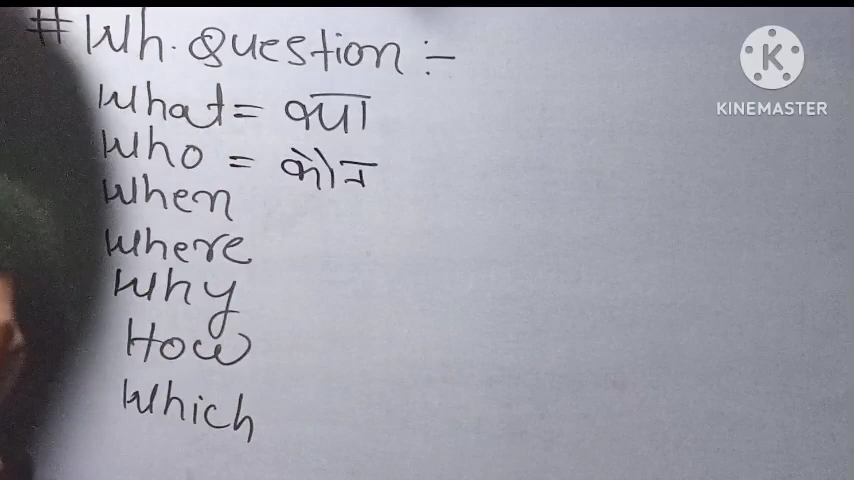 # Wh. Question :-
What = क्या
Who = कोन
When
Where
Why
How
Which
K
KINEMASTER